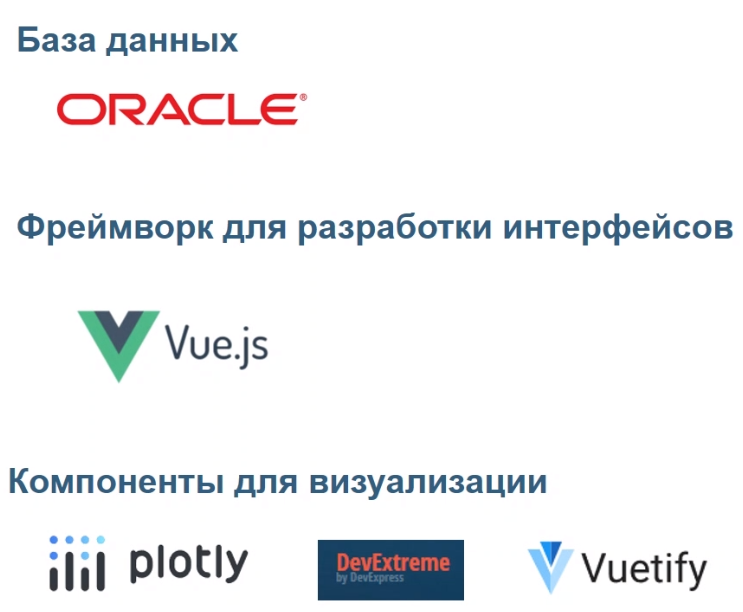 База данных
ORACLE®
Фреймворк для разработки интерфейсов
Vue.js
Компоненты для визуализации
plotly DevExtreme Vuetify
by DevExpress